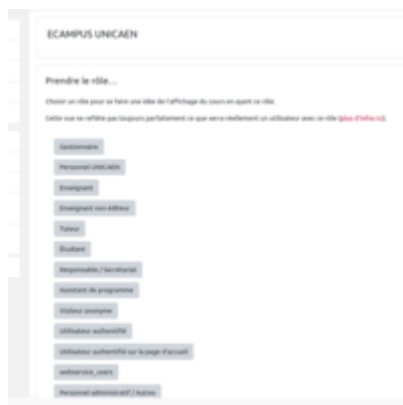 ECAMPUS UNICAEN
Prendre le rôle...
Choisir un rôle pour se faire une idée de l'affichage du cours en ayant ce rôle.
Cette vue ne reflète pas toujours parfaitement ce que verra réellement un utilisateur avec ce rôle (plus d'infos ici).
Gestionnaire
Personnel UNICAEN
Enseignant
Enseignant non éditeur
Tuteur
Étudiant
Responsable / Secrétariat
Assistant de programme
Visiteur anonyme
Utilisateur authentifié
Utilisateur authentifié sur la page d'accueil
webservice_users
Personnel administratif / Autres